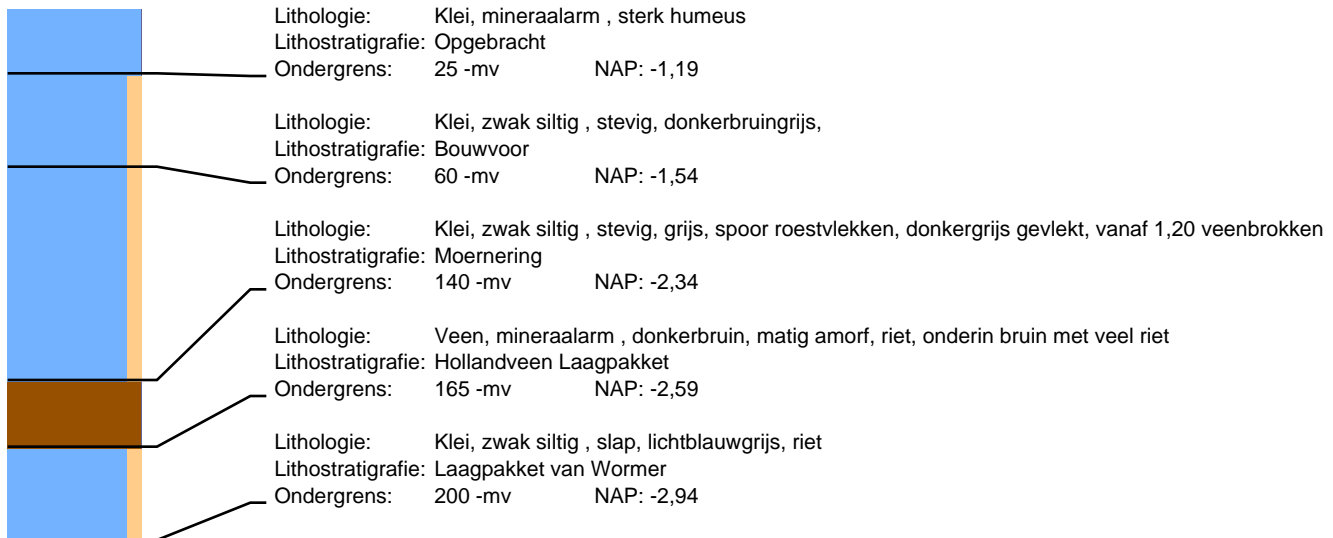 Lithologie: Klei, mineraalarm , sterk humeus
Lithostratigrafie: Opgebracht
Ondergrens: 25 -mv NAP: -1,19
Lithologie: Klei, zwak siltig , stevig, donkerbruingrijs,
Lithostratigrafie: Bouwvoor
Ondergrens: 60 -mv NAP: -1,54
Lithologie: Klei, zwak siltig , stevig, grijs, spoor roestvlekken, donkergrijs gevlekt, vanaf 1,20 veenbrokken
Lithostratigrafie: Moernering
Ondergrens: 140 -mv NAP: -2,34
Lithologie: Veen, mineraalarm , donkerbruin, matig amorf, riet, onderin bruin met veel riet
Lithostratigrafie: Hollandveen Laagpakket
Ondergrens: 165 -mv NAP: -2,59
Lithologie: Klei, zwak siltig , slap, lichtblauwgrijs, riet
Lithostratigrafie: Laagpakket van Wormer
Ondergrens: 200 -mv NAP: -2,94